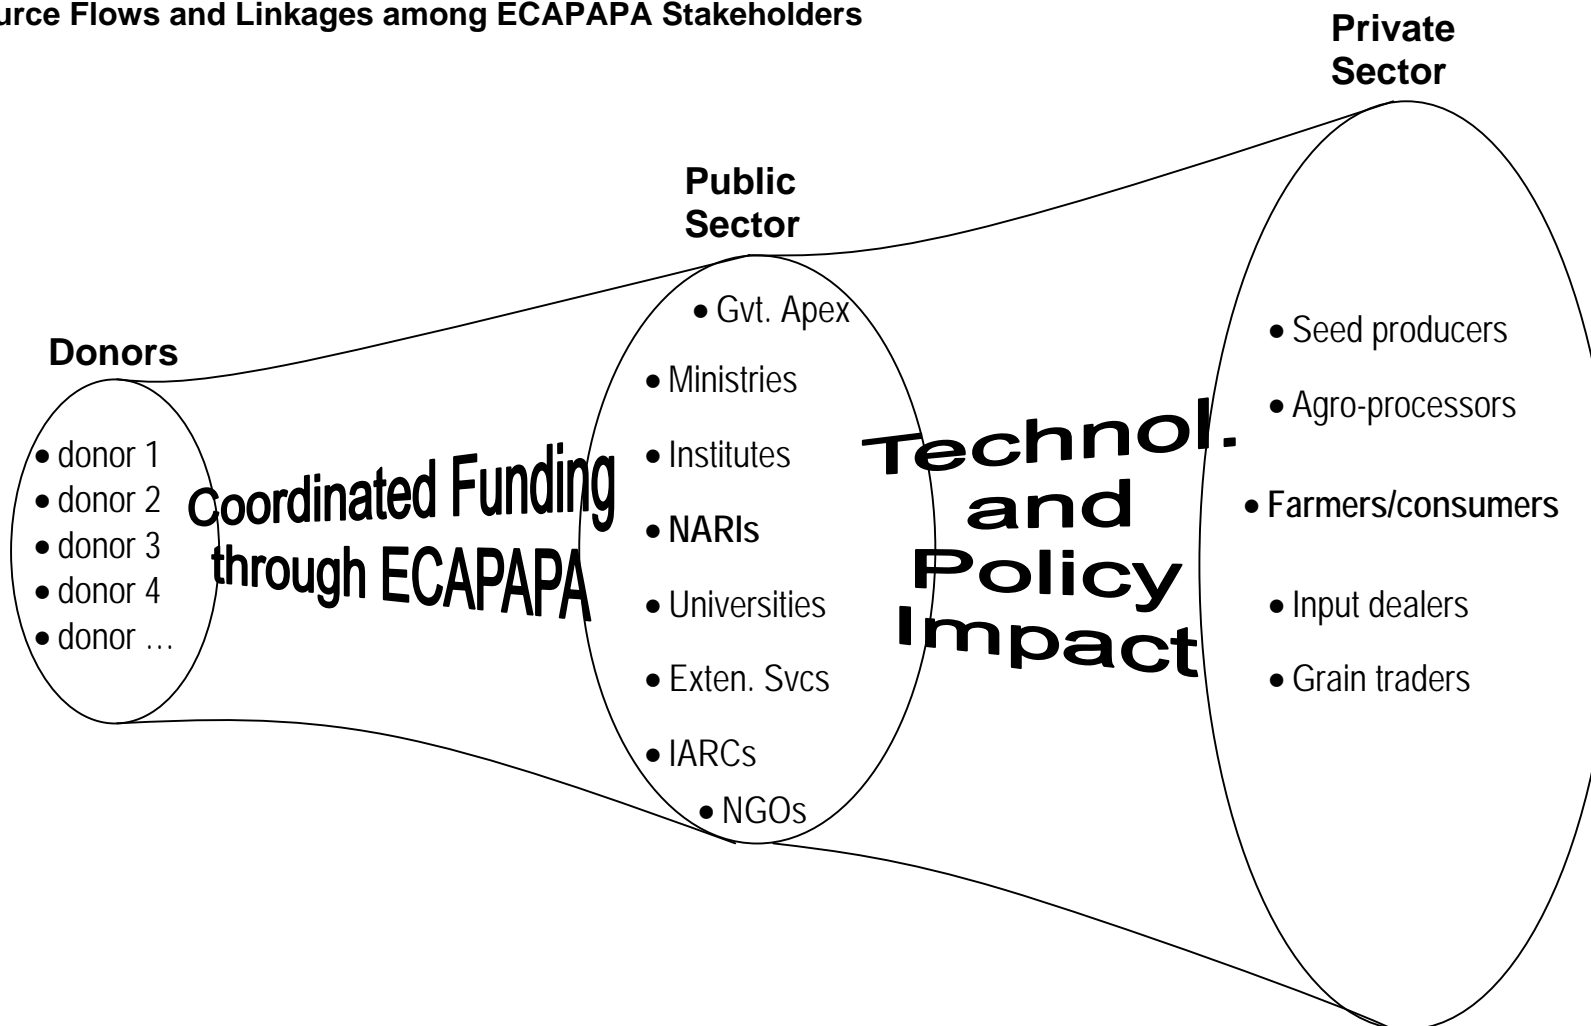 urce Flows and Linkages among ECAPAPA Stakeholders
Donors
• donor 1
• donor 2
• donor 3
• donor 4
• donor ...
Coordinated Funding
through ECAPAPA
Public
Sector
• Gvt. Apex
• Ministries
• Institutes
• NARIs
• Universities
• Exten. Svcs
• IARCs
• NGOs
Technol.
and
Policy
Impact
Private
Sector
• Seed producers
• Agro-processors
• Farmers/consumers
• Input dealers
• Grain traders